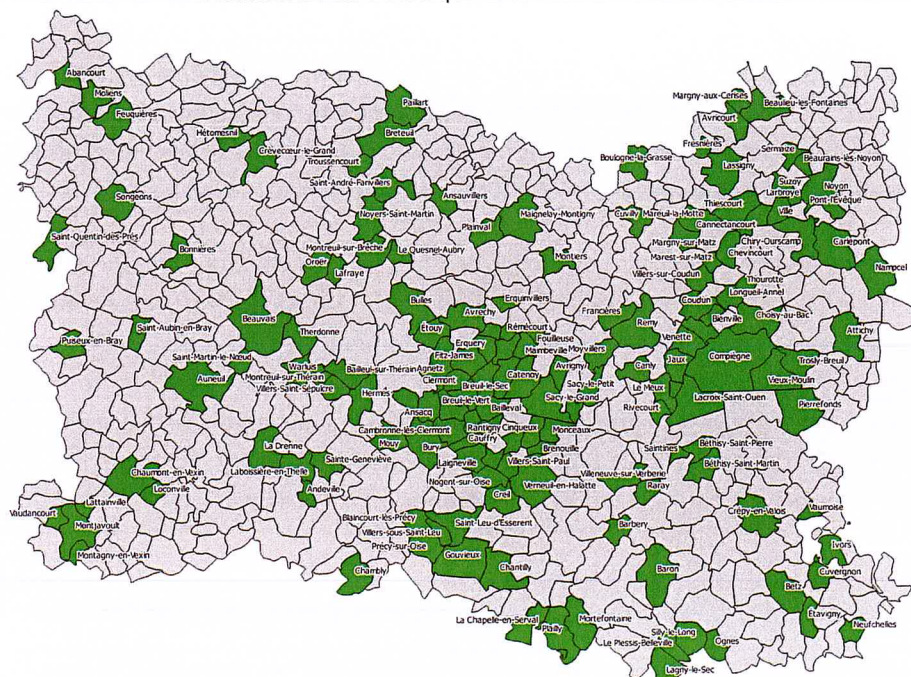 Abancourt
Moliens
Feuquières
Paillart
Margny-aux-Cerises
Beaulieu-les-Fontaines
Avricourt
Hétomesnil
Breteuil
Crèvecœur-le-Grand
Troussencourt
Fresnières
Sermaize
Boulogne-la-Grasse
Lassigny
Beaurains-lès-Noyon
Saint-André-Farivillers
Suzoy
Noyon
Larbroye
Songeons
Ansauvillers
Thiescourt
Pont-l'Évêque
Noyers-Saint-Martin
Maignelay-Montigny
Cuvilly
Mareuil-la-Motte
Ville
Plainval
Cannectancourt
Saint-Quentin-des-Prés
Bonnières
Montreuil-sur-Brêche
Le Quesnel-Aubry
Margny-sur-Matz
Chiry-Ourscamp
Carlepont
Oroër
Montiers
Marest-sur-Matz
Chevincourt
Lafraye
Villers-sur-Coudun
Nampcel
Thourotte
Longueil-Annel
Bulles
Erquinvillers
Coudun
Avrechy
Francières
Bienville
Choisy-au-Bac
Beauvais
Remy
Étouy
Rémécourt
Attichy
Saint-Aubin-en-Bray
Therdonne
Fouilleuse
Venette
Puiseux-en-Bray
Erquery
Maimbeville
Moyvillers
Saint-Martin-le-Nœud
Fitz-James
Jaux
Compiègne
Trosly-Breuil
Warluis
Bailleul-sur-Thérain
Agnetz
Avrigny
Canly
Auneuil
Montreuil-sur-Thérain
Clermont
Catenoy
Vieux-Moulin
Villers-Saint-Sépulcre
Breuil-le-Sec
Sacy-le-Petit
Le Meux
Hermes
Sacy-le-Grand
Lacroix-Saint-Ouen
Breuil-le-Vert
Bailleval
Rivecourt
Pierrefonds
Ansacq
Cambronne-lès-Clermont
Rantigny
Cinqueux
Monceaux
Cauffry
La Drenne
Mouy
Bury
Brenouille
Saintines
Béthisy-Saint-Pierre
Sainte-Geneviève
Laigneville
Villers-Saint-Paul
Béthisy-Saint-Martin
Chaumont-en-Vexin
Laboissière-en-Thelle
Nogent-sur-Oise
Verneuil-en-Halatte
Villeneuve-sur-Verberie
Loconville
Andeville
Creil
Raray
Lattainville
Crépy-en-Valois
Vaumoise
Vaudancourt
Blaincourt-lès-Précy
Saint-Leu-d'Esserent
Montjavoult
Villers-sous-Saint-Leu
Barbery
Précy-sur-Oise
Ivors
Montagny-en-Vexin
Gouvieux
Chambly
Chantilly
Baron
Cuvergnon
Betz
La Chapelle-en-Serval
Mortefontaine
Étavigny
Plailly
Silly-le-Long
Neufchelles
Le Plessis-Belleville
Ognes
Lagny-le-Sec